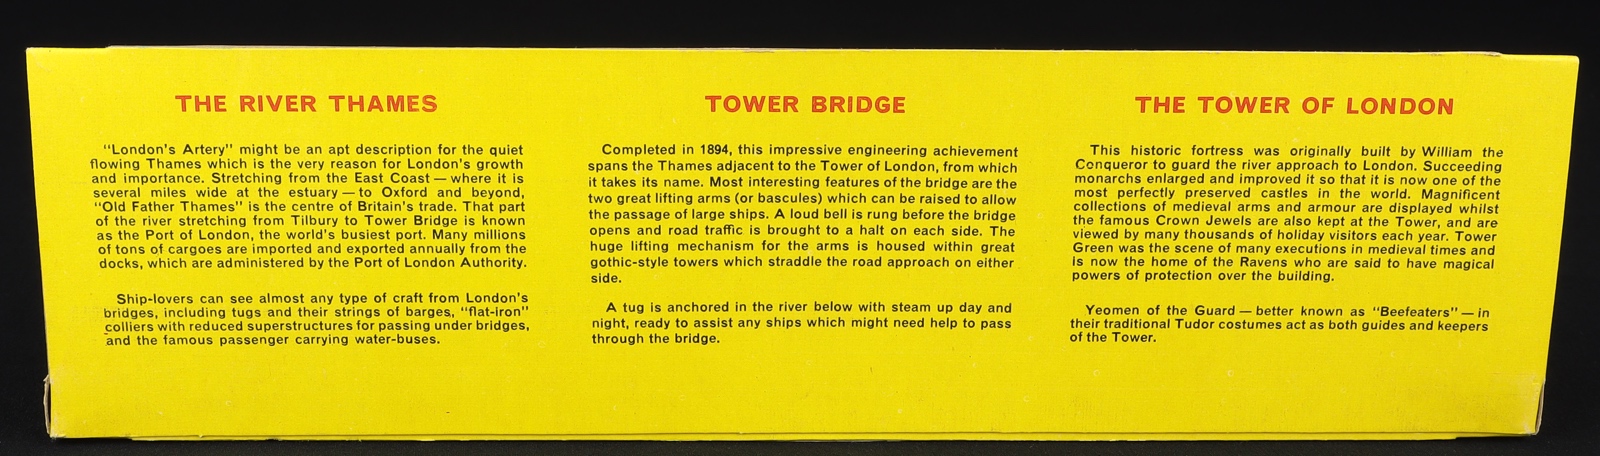 THE RIVER THAMES
"London's Artery" might be an apt description for the quiet
flowing Thames which is the very reason for London's growth
and importance. Stretching from the East Coast — where it is
several miles wide at the estuary — to Oxford and beyond,
"Old Father Thames" is the centre of Britain's trade. That part
of the river stretching from Tilbury to Tower Bridge is known
as the Port of London, the world's busiest port. Many millions
of tons of cargoes are imported and exported annually from the
docks, which are administered by the Port of London Authority.
Ship-lovers can see almost any type of craft from London's
bridges, including tugs and their strings of barges, "flat-iron"
colliers with reduced superstructures for passing under bridges,
and the famous passenger carrying water-buses.
TOWER BRIDGE
Completed in 1894, this impressive engineering achievement
spans the Thames adjacent to the Tower of London, from which
it takes its name. Most interesting features of the bridge are the
two great lifting arms (or bascules) which can be raised to allow
the passage of large ships. A loud bell is rung before the bridge
opens and road traffic is brought to a halt on each side. The
huge lifting mechanism for the arms is housed within great
gothic-style towers which straddle the road approach on either
side.
A tug is anchored in the river below with steam up day and
night, ready to assist any ships which might need help to pass
through the bridge.
THE TOWER OF LONDON
This historic fortress was originally built by William the
Conqueror to guard the river approach to London. Succeeding
monarchs enlarged and improved it so that it is now one of the
most perfectly preserved castles in the world. Magnificent
collections of medieval arms and armour are displayed whilst
the famous Crown Jewels are also kept at the Tower, and are
viewed by many thousands of holiday visitors each year. Tower
Green was the scene of many executions in medieval times and
is now the home of the Ravens who are said to have magical
powers of protection over the building.
Yeomen of the Guard — better known as "Beefeaters" — in
their traditional Tudor costumes act as both guides and keepers
of the Tower.